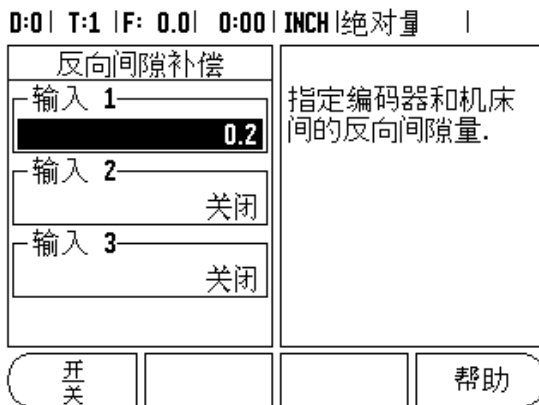 D:0| T:1 |F: 0.0| 0:00| INCH|绝对量 |
反向间隙补偿
输入 1
0.2
输入 2
关闭
输入 3
关闭
指定编码器和机床
间的反向间隙量.
开
关
帮助